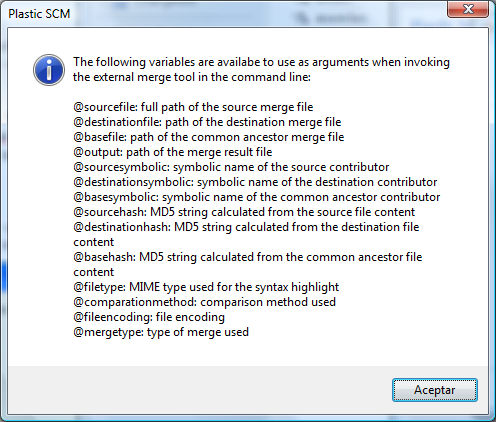 Plastic SCM
The following variables are availabe to use as arguments when invoking
the external merge tool in the command line:
@sourcefile: full path of the source merge file
@destinationfile: path of the destination merge file
@basefile: path of the common ancestor merge file
@output: path of the merge result file
@sourcesymbolic: symbolic name of the source contributor
@destinationsymbolic: symbolic name of the destination contributor
@basesymbolic: symbolic name of the common ancestor contributor
@sourcehash: MD5 string calculated from the source file content
@destinationhash: MD5 string calculated from the destination file
content
@basehash: MD5 string calculated from the common ancestor file
content
@filetype: MIME type used for the syntax highlight
@comparationmethod: comparison method used
@fileencoding: file encoding
@mergetype: type of merge used
Aceptar